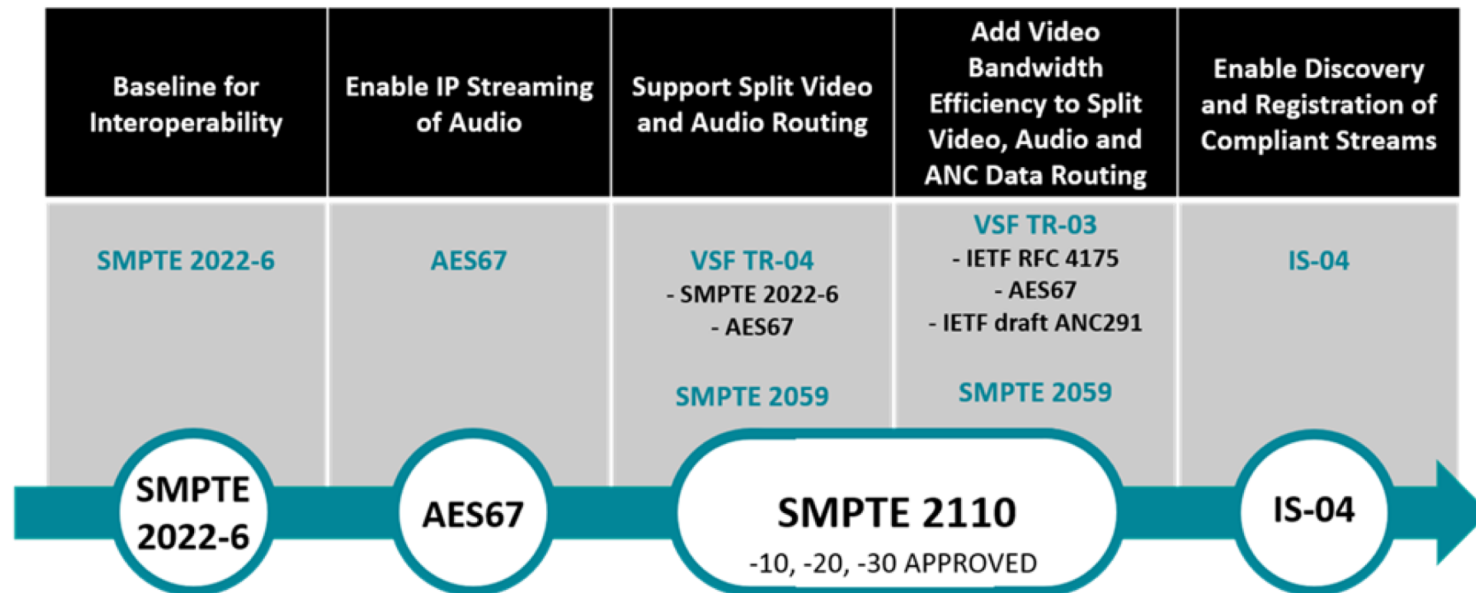 Baseline for
Interoperability
Enable IP Streaming
of Audio
Support Split Video
and Audio Routing
Add Video
Bandwidth
Efficiency to Split
Video, Audio and
ANC Data Routing
Enable Discovery
and Registration of
Compliant Streams
SMPTE 2022-6
AES67
VSF TR-04
- SMPTE 2022-6
- AES67
SMPTE 2059
VSF TR-03
- IETF RFC 4175
- AES67
- IETF draft ANC291
SMPTE 2059
IS-04
SMPTE
2022-6
AES67
SMPTE 2110
-10, -20, -30 APPROVED
IS-04